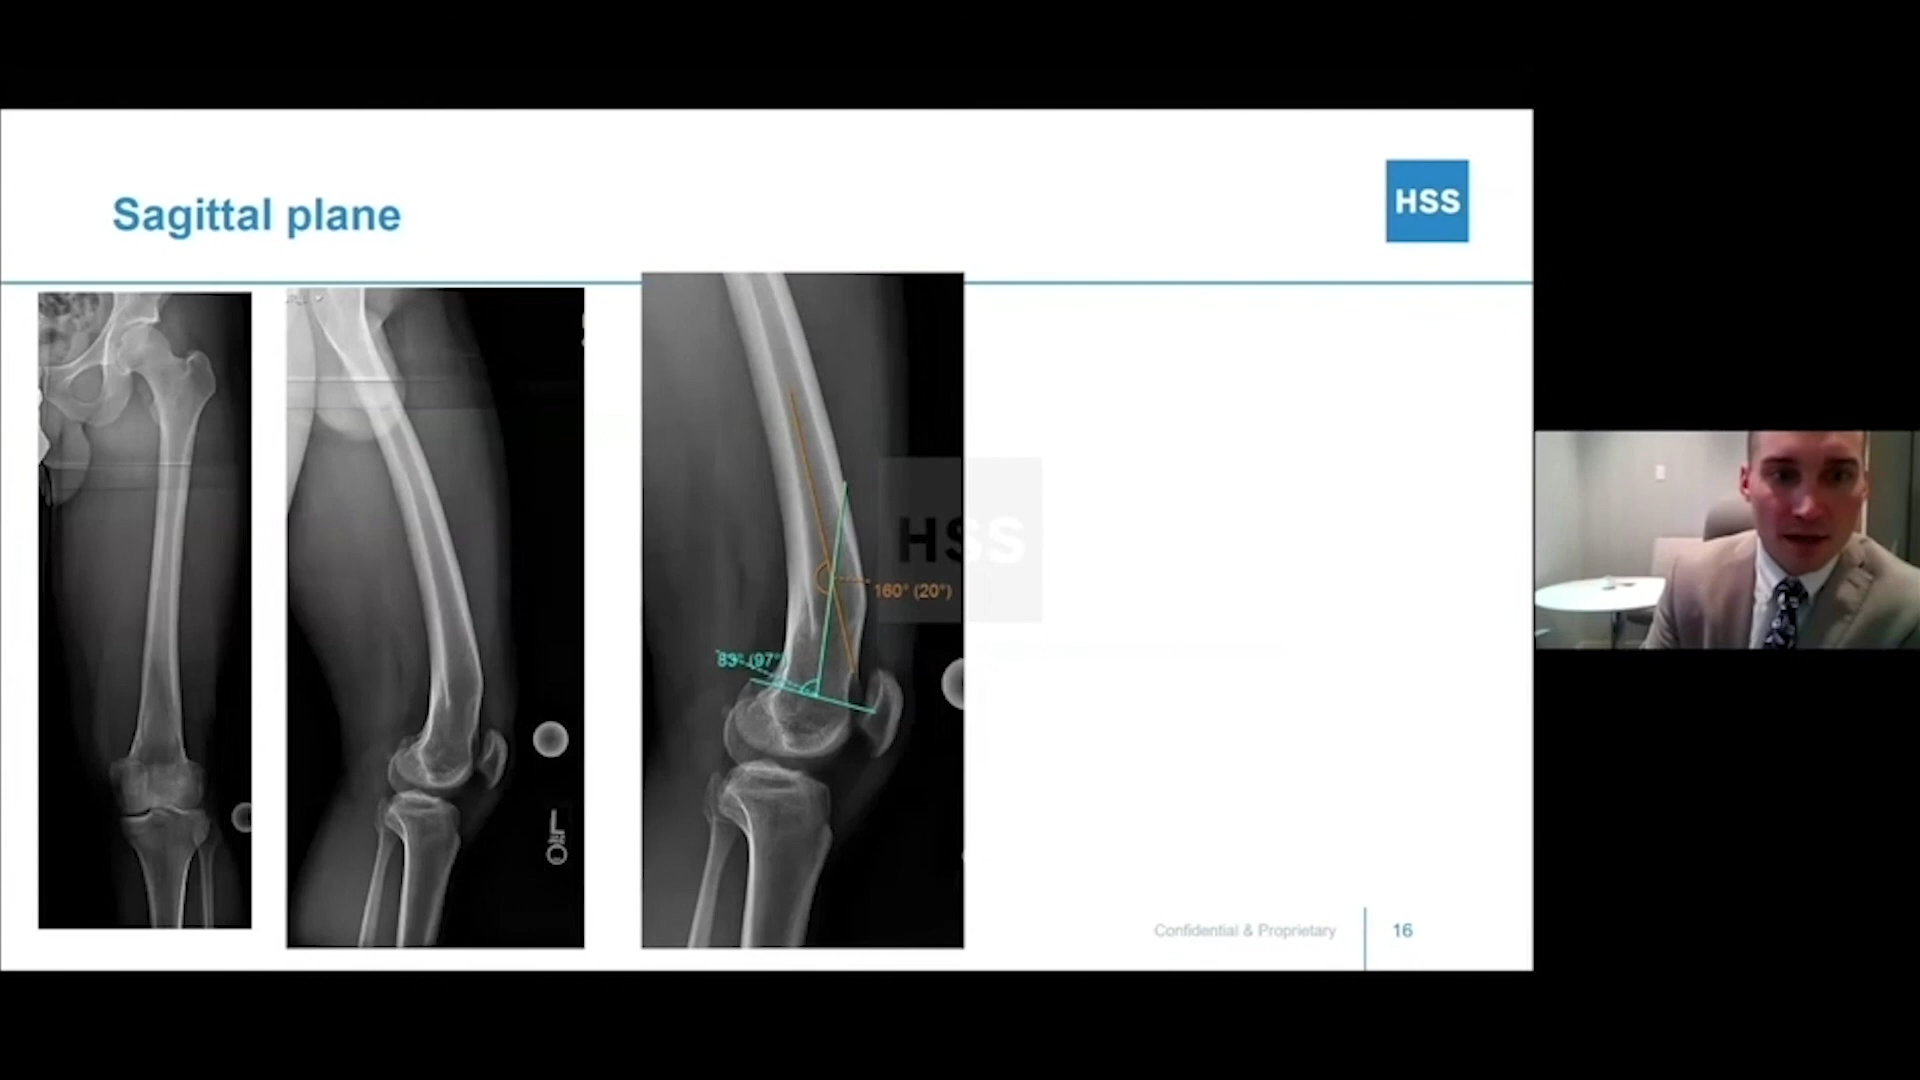 Sagittal plane
HSS
HSS
160° (20°)
83° (97°
L
Confidential & Proprietary
16